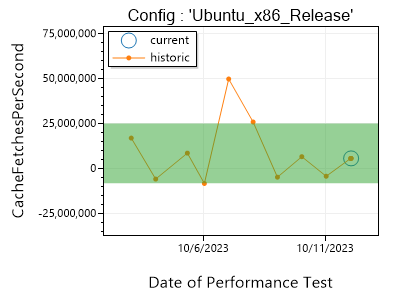 Config : 'Ubuntu_x86_Release'
current
historic
CacheFetchesPerSecond
75,000,000
50,000,000
25,000,000
0
-25,000,000
10/6/2023
10/11/2023
Date of Performance Test